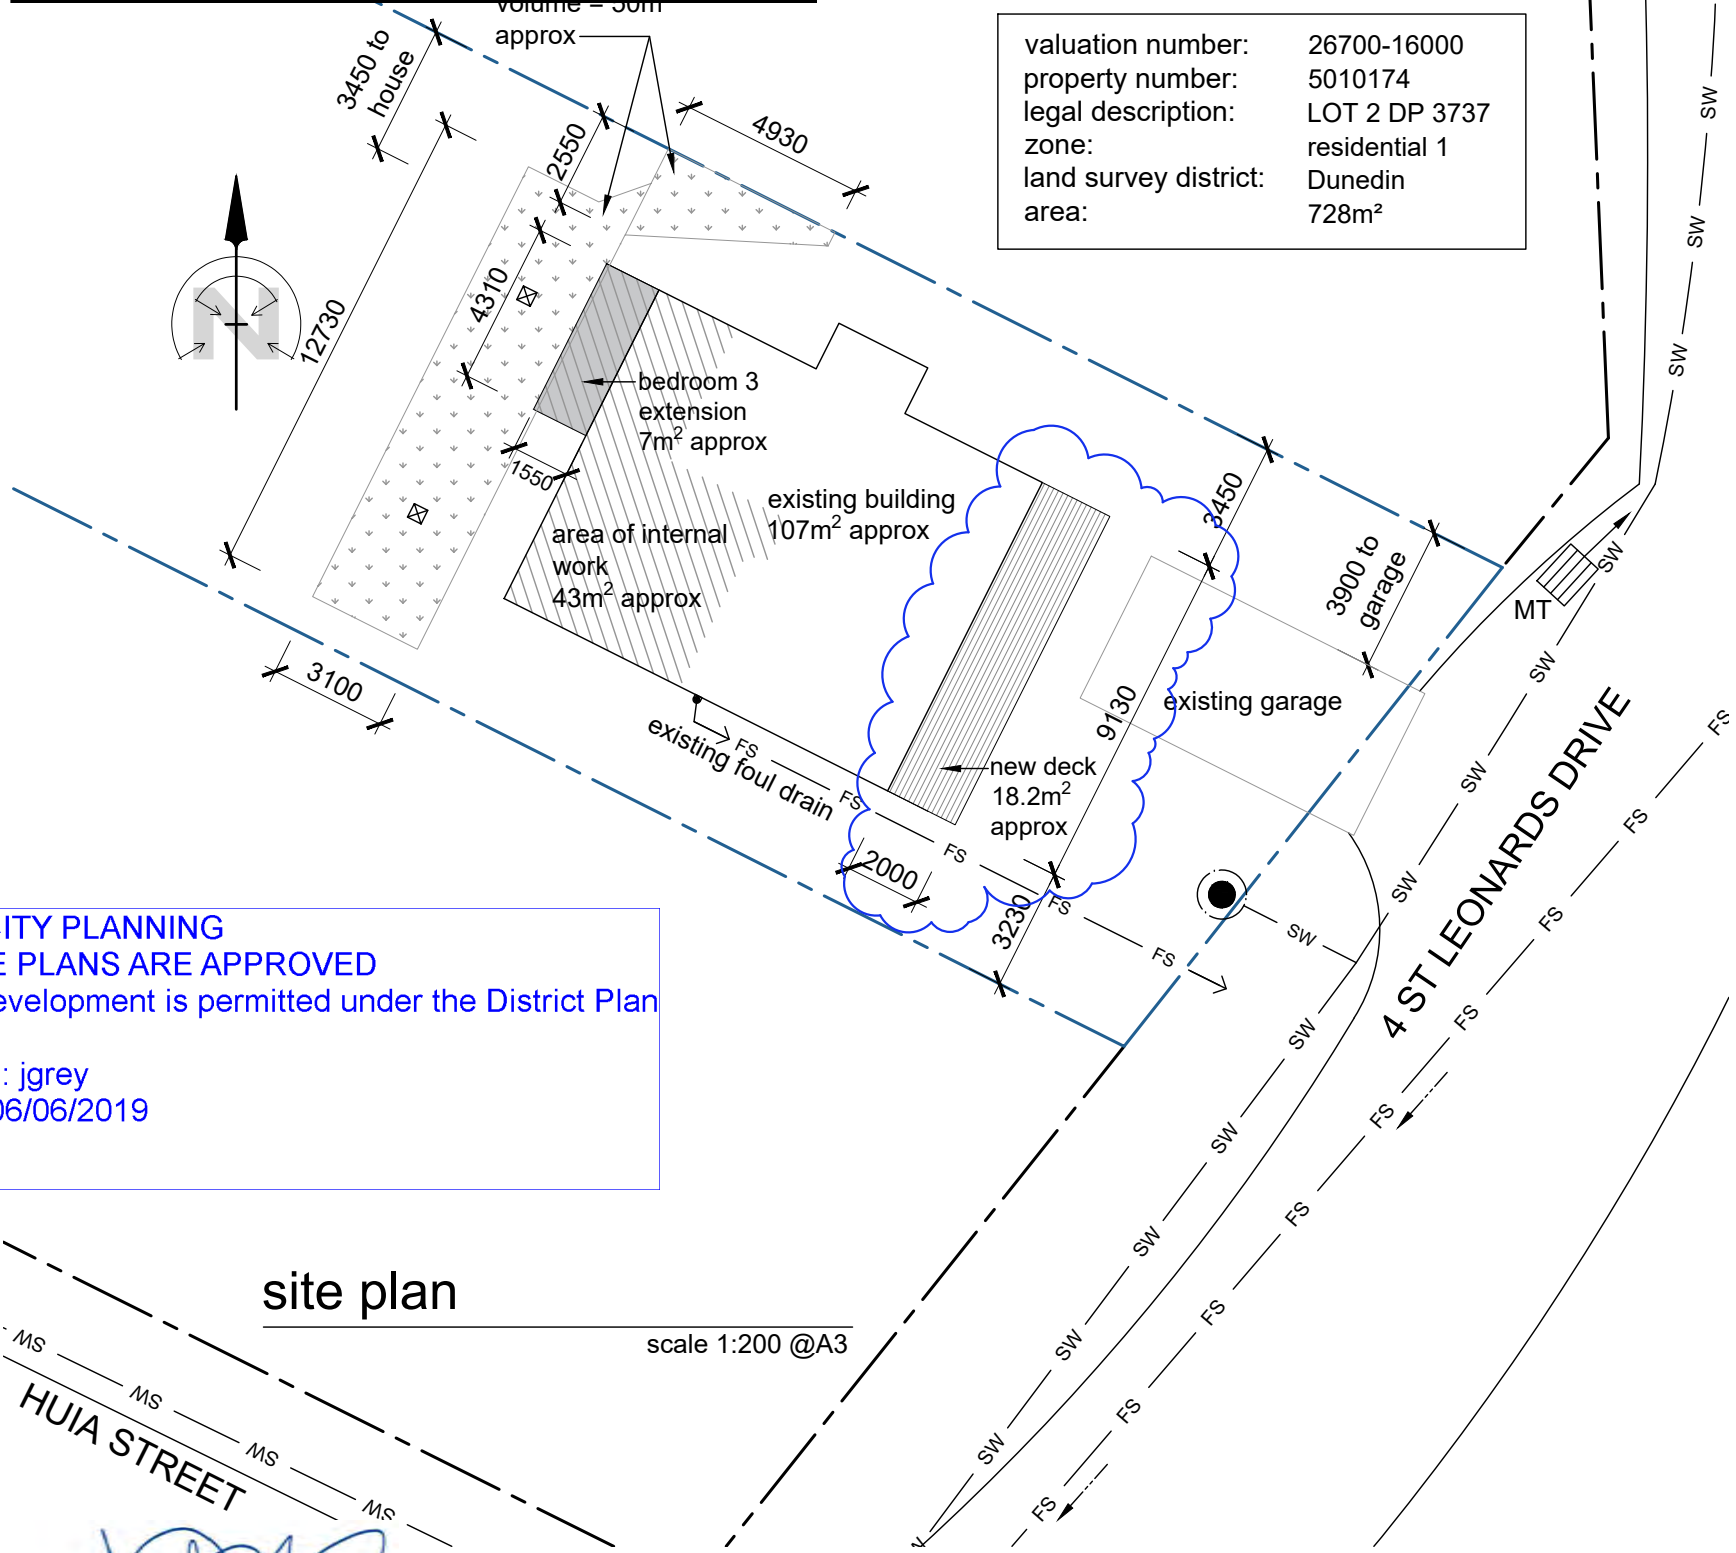 approx
3450 to
house
2550
4930
valuation number: 26700-16000
property number: 5010174
legal description: LOT 2 DP 3737
zone: residential 1
land survey district: Dunedin
area: 728m²
N
4310
12730
bedroom 3
extension
7m² approx
1550
existing building
107m² approx
area of internal
work
43m² approx
3450
3900 to
garage
MT
3100
existing garage
9130
existing foul drain
new deck
18.2m²
approx
2000
3230
FS
FS
FS
FS
FS
SW
SW
SW
SW
SW
SW
SW
SW
SW
SW
SW
SW
SW
4 ST LEONARDS DRIVE
FS
FS
FS
FS
FS
FS
FS
FS
FS
ITY PLANNING
E PLANS ARE APPROVED
evelopment is permitted under the District Plan
: jgrey
06/06/2019
site plan
scale 1:200 @A3
SW
SW
SW
SW
HUIA STREET